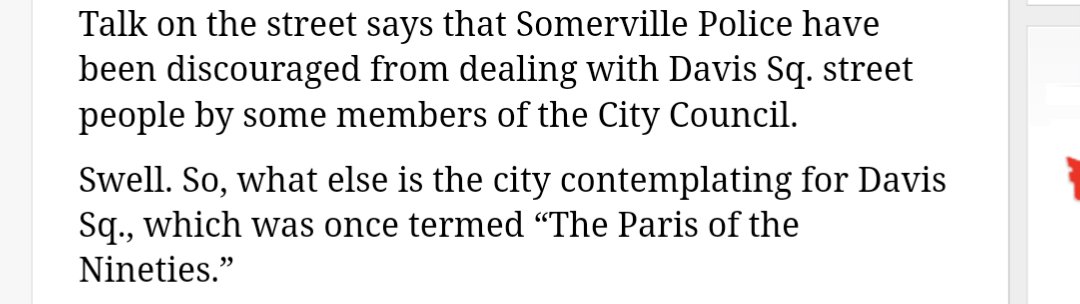 Talk on the street says that Somerville Police have
been discouraged from dealing with Davis Sq. street
people by some members of the City Council.
Swell. So, what else is the city contemplating for Davis
Sq., which was once termed “The Paris of the
Nineties.”